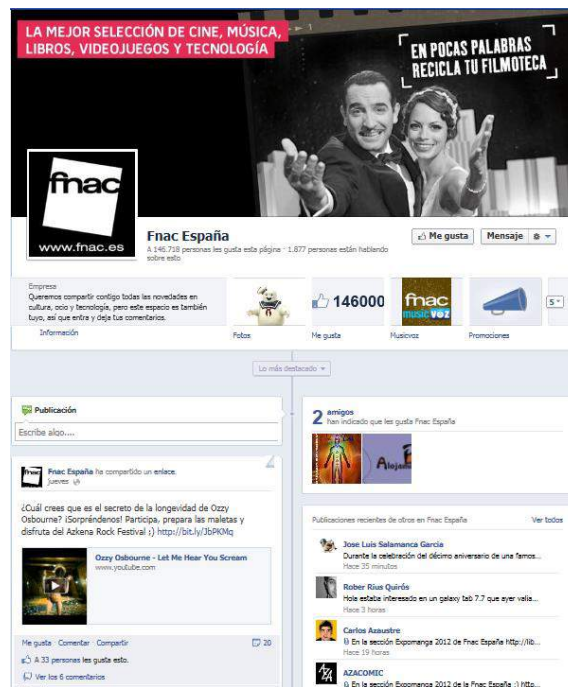 LA MEJOR SELECCIÓN DE CINE, MÚSICA,
LIBROS, VIDEOJUEGOS Y TECNOLOGÍA
EN POCAS PALABRAS
RECICLA TU FILMOTECA
fnac
www.fnac.es
Fnac España
A 146.718 personas les gusta esta página · 1.877 personas están hablando
sobre esto
Me gusta
Mensaje
Empresa
Queremos compartir contigo todas las novedades en
cultura, ocio y tecnología, pero este espacio es también
tuyo, así que entra y deja tus comentarios.
Información
Fotos
146000
Me gusta
fnac
music voz
Musicvoz
Promociones
5
Lo más destacado
Publicación
Escribe algo....
fnac
Fnac España ha compartido un enlace.
jueves
¿Cuál crees que es el secreto de la longevidad de Ozzy
Osbourne? ¡Sorpréndenos! Participa, prepara las maletas y
disfruta del Azkena Rock Festival :) http://bit.ly/JbPKMq
Ozzy Osbourne - Let Me Hear You Scream
www.youtube.com
Me gusta Comentar Compartir
20
A 33 personas les gusta esto.
Ver los 6 comentarios
2 amigos
han indicado que les gusta Fnac España
Publicaciones recientes de otros en Fnac España
Ver todos
Jose Luis Salamanca García
Durante la celebración del décimo aniversario de una famos...
Hace 35 minutos
Rober Rius Quirós
Hola estaba interesado en un galaxy tab 7.7 que ayer valia...
Hace 3 horas
Carlos Azaustre
En la sección Expomanga 2012 de Fnac España http://lib...
Hace 19 horas
AZACOMIC
En la sección Expomanga 2012 de la Fnac España :) http...